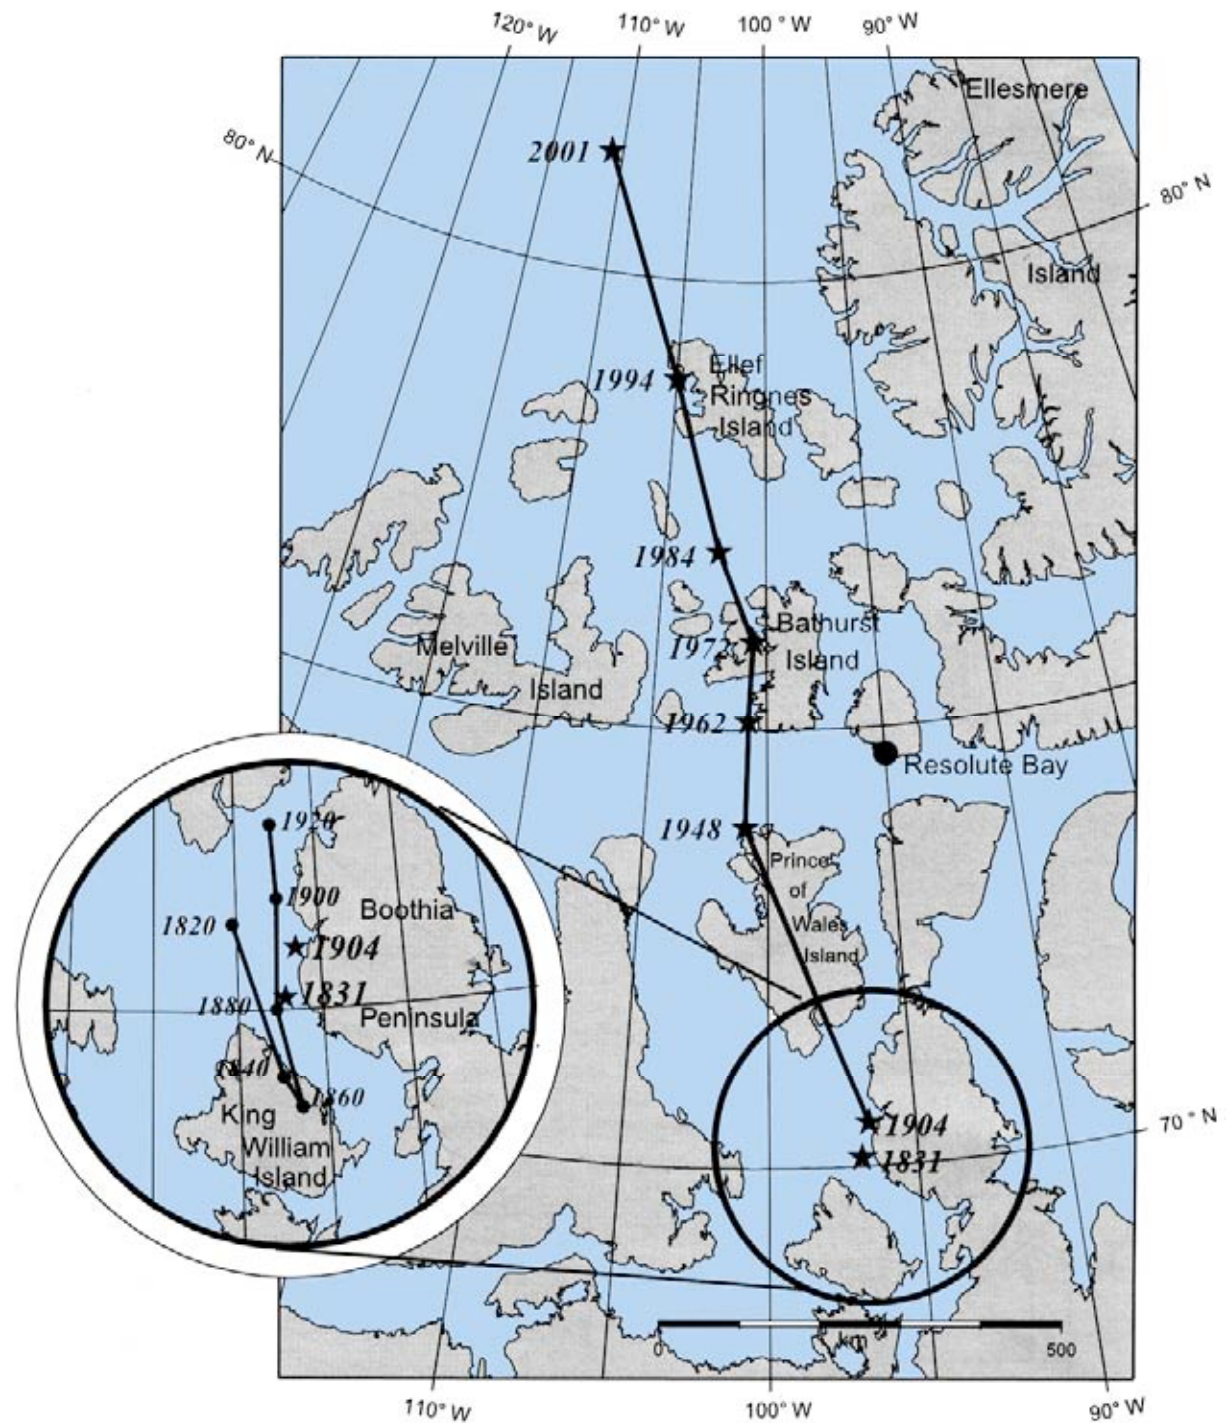 120° W
110° W
100° W
90° W
Ellesmere
80° N
2001
80° N
Island
1994
Ellef
Ringnes
Island
1984
Bathurst
1972
Melville
Island
Island
1962
Resolute Bay
1948
Prince
of
Wales
Island
1920
1900
Boothia
1820
1904
1831
1880
Peninsula
1840
1860
King
William
Island
1904
1831
70° N
km
0
500
110° W
100° W
90° W